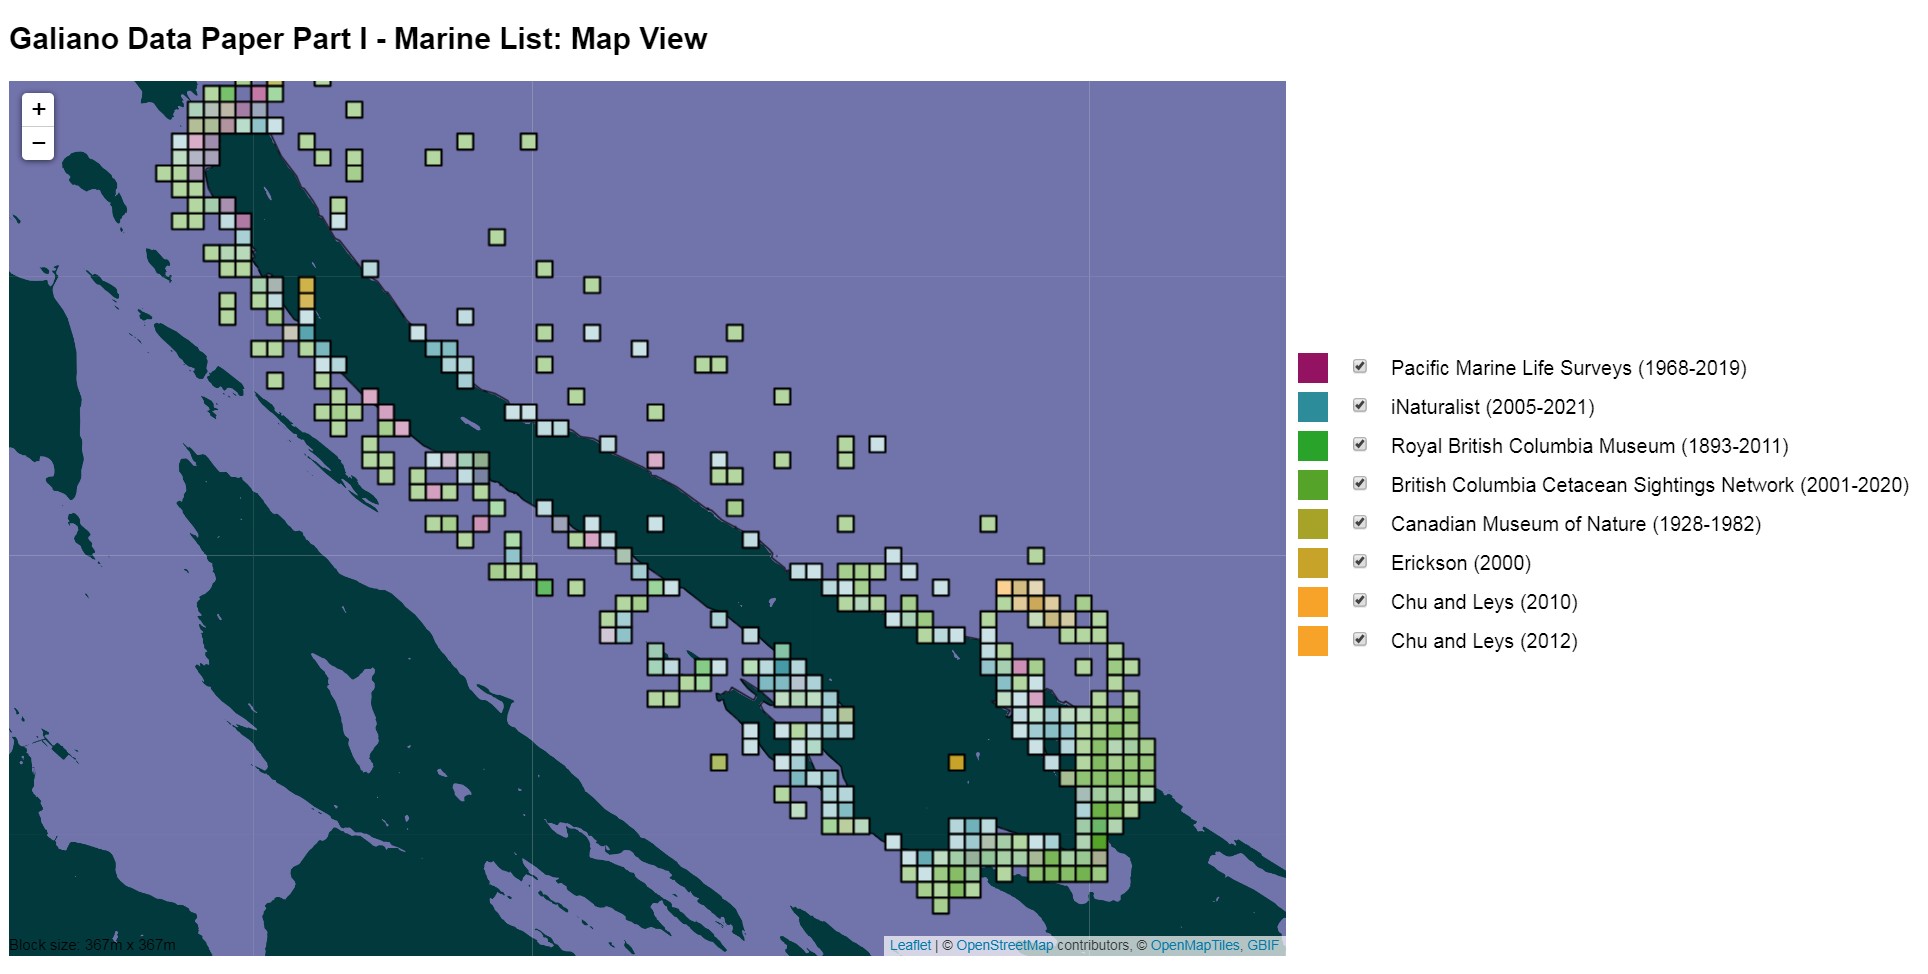 Galiano Data Paper Part I - Marine List: Map View
+
−
Pacific Marine Life Surveys (1968-2019)
iNaturalist (2005-2021)
Royal British Columbia Museum (1893-2011)
British Columbia Cetacean Sightings Network (2001-2020)
Canadian Museum of Nature (1928-1982)
Erickson (2000)
Chu and Leys (2010)
Chu and Leys (2012)
Block size: 367m x 367m
Leaflet | © OpenStreetMap contributors, © OpenMapTiles, GBIF